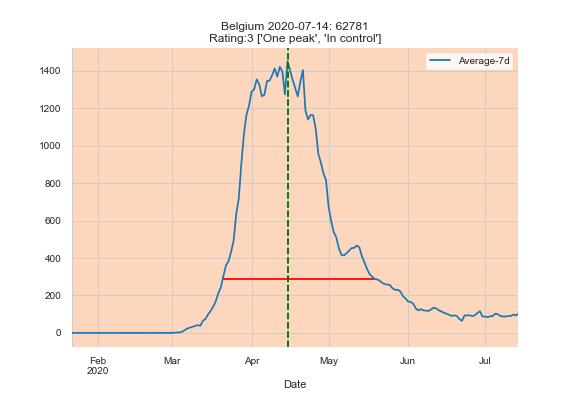 Belgium 2020-07-14: 62781
Rating:3 ['One peak', 'In control']
Average-7d
1400
1200
1000
800
600
400
200
0
Feb Mar Apr May Jun Jul
2020
Date